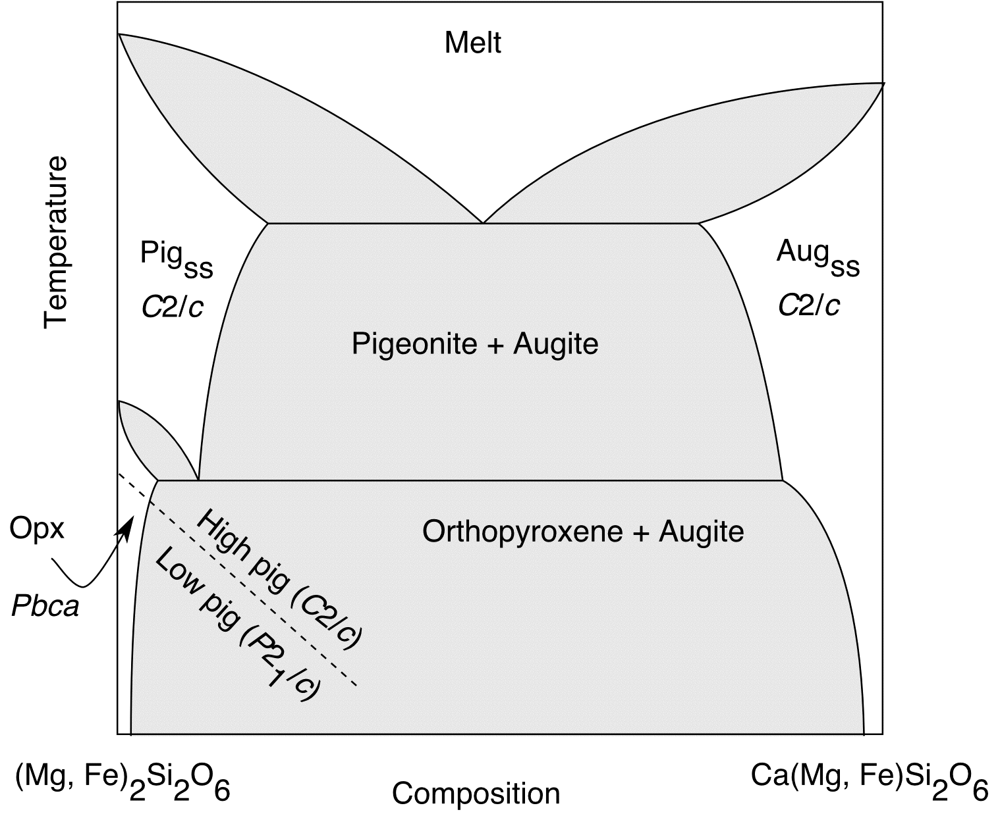 Melt
Temperature
Pigss
C2/c
Augss
C2/c
Pigeonite + Augite
Opx
Pbca
High pig (C2/c)
Low pig (P21/c)
Orthopyroxene + Augite
(Mg, Fe)2Si2O6
Composition
Ca(Mg, Fe)Si2O6